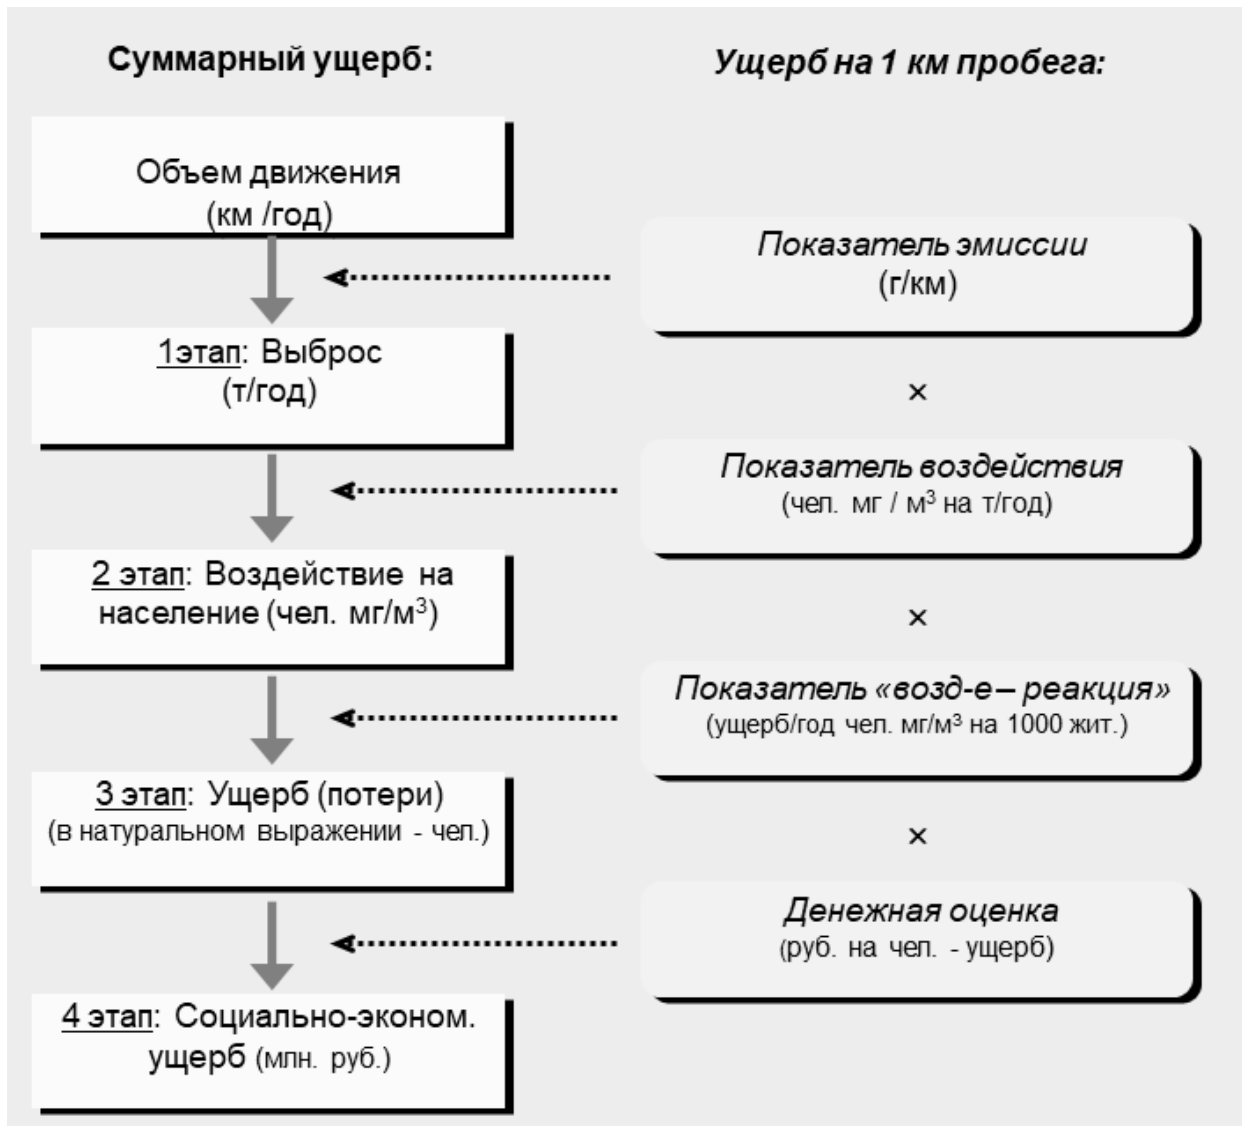 Суммарный ущерб:
Ущерб на 1 км пробега:
Объем движения
(км /год)
Показатель эмиссии
(г/км)
1этап: Выброс
(т/год)
×
Показатель воздействия
(чел. мг / м³ на т/год)
2 этап: Воздействие на
население (чел. мг/м³)
×
Показатель «возд-е – реакция»
(ущерб/год чел. мг/м³ на 1000 жит.)
3 этап: Ущерб (потери)
(в натуральном выражении - чел.)
×
Денежная оценка
(руб. на чел. - ущерб)
4 этап: Социально-эконом.
ущерб (млн. руб.)